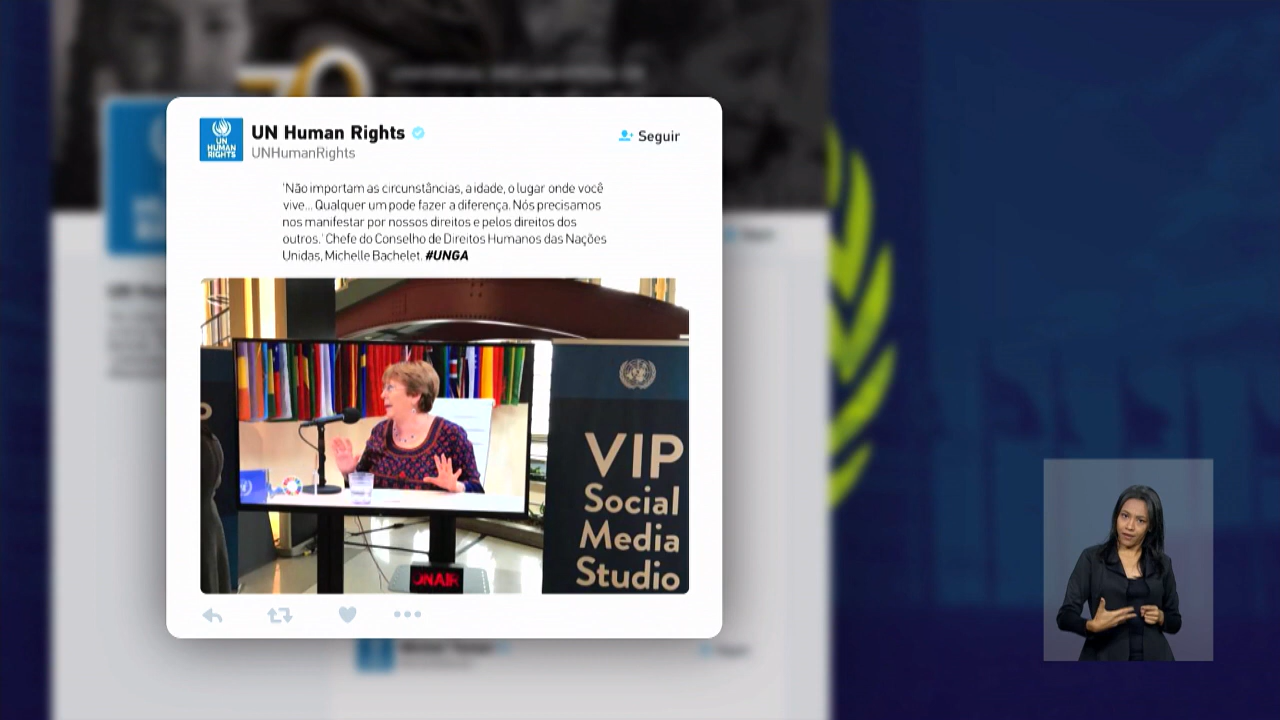 UN Human Rights
UNHumanRights
Seguir
UN
HUMAN
RIGHTS
'Não importam as circunstâncias, a idade, o lugar onde você
vive... Qualquer um pode fazer a diferença. Nós precisamos
nos manifestar por nossos direitos e pelos direitos dos
outros.' Chefe do Conselho de Direitos Humanos das Nações
Unidas, Michelle Bachelet. #UNGA
VIP
Social
Media
Studio
ON AIR